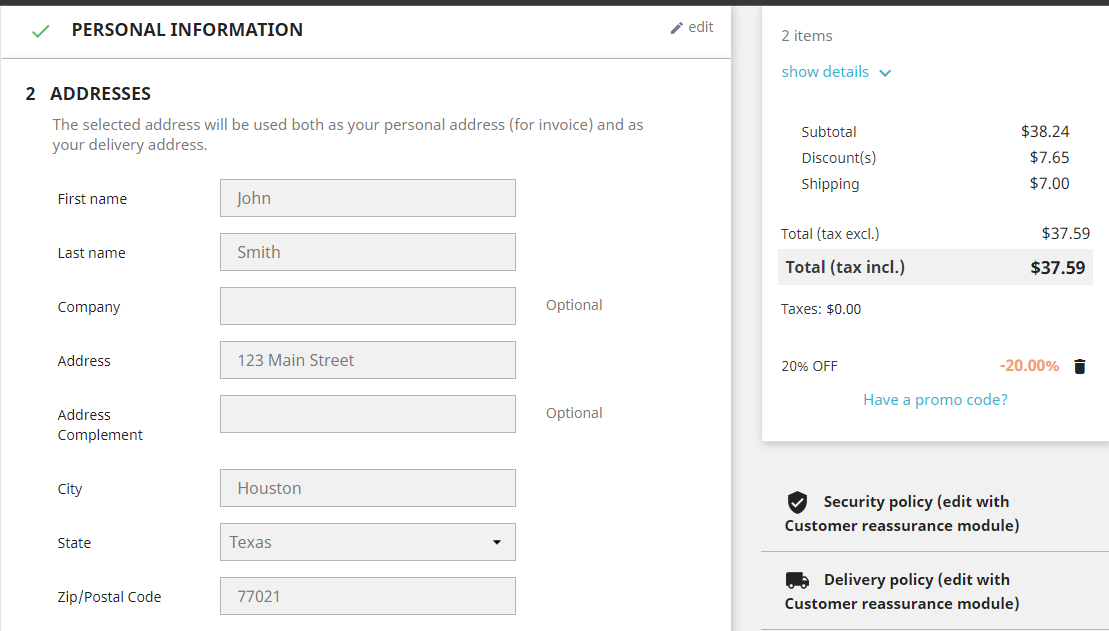 PERSONAL INFORMATION
edit
2 ADDRESSES
The selected address will be used both as your personal address (for invoice) and as
your delivery address.
First name John
Last name Smith
Company Optional
Address 123 Main Street
Address
Complement
Optional
City Houston
State Texas
Zip/Postal Code 77021
2 items
show details
Subtotal $38.24
Discount(s) $7.65
Shipping $7.00
Total (tax excl.) $37.59
Total (tax incl.) $37.59
Taxes: $0.00
20% OFF -20.00%
Have a promo code?
Security policy (edit with
Customer reassurance module)
Delivery policy (edit with
Customer reassurance module)